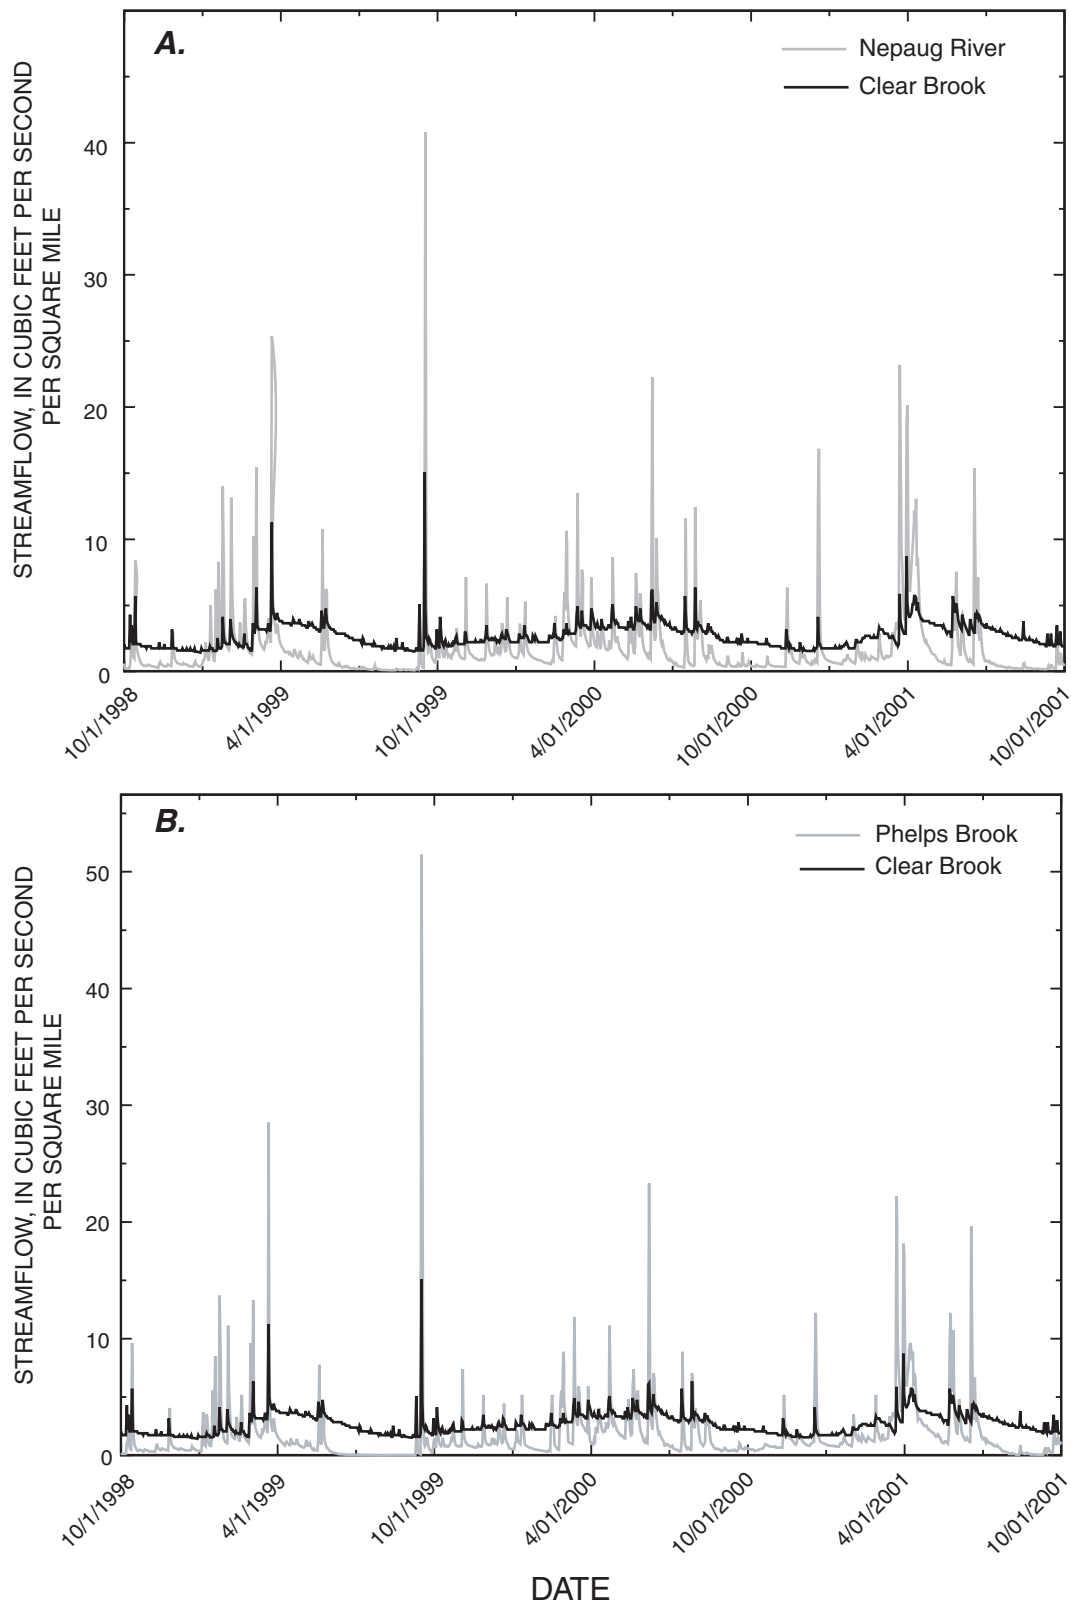 A.
Nepaug River
Clear Brook
STREAMFLOW, IN CUBIC FEET PER SECOND
PER SQUARE MILE
40
30
20
10
0
10/1/1998
4/1/1999
10/1/1999
4/01/2000
10/01/2000
4/01/2001
10/01/2001
B.
Phelps Brook
Clear Brook
STREAMFLOW, IN CUBIC FEET PER SECOND
PER SQUARE MILE
50
40
30
20
10
0
10/1/1998
4/1/1999
10/1/1999
4/01/2000
10/01/2000
4/01/2001
10/01/2001
DATE